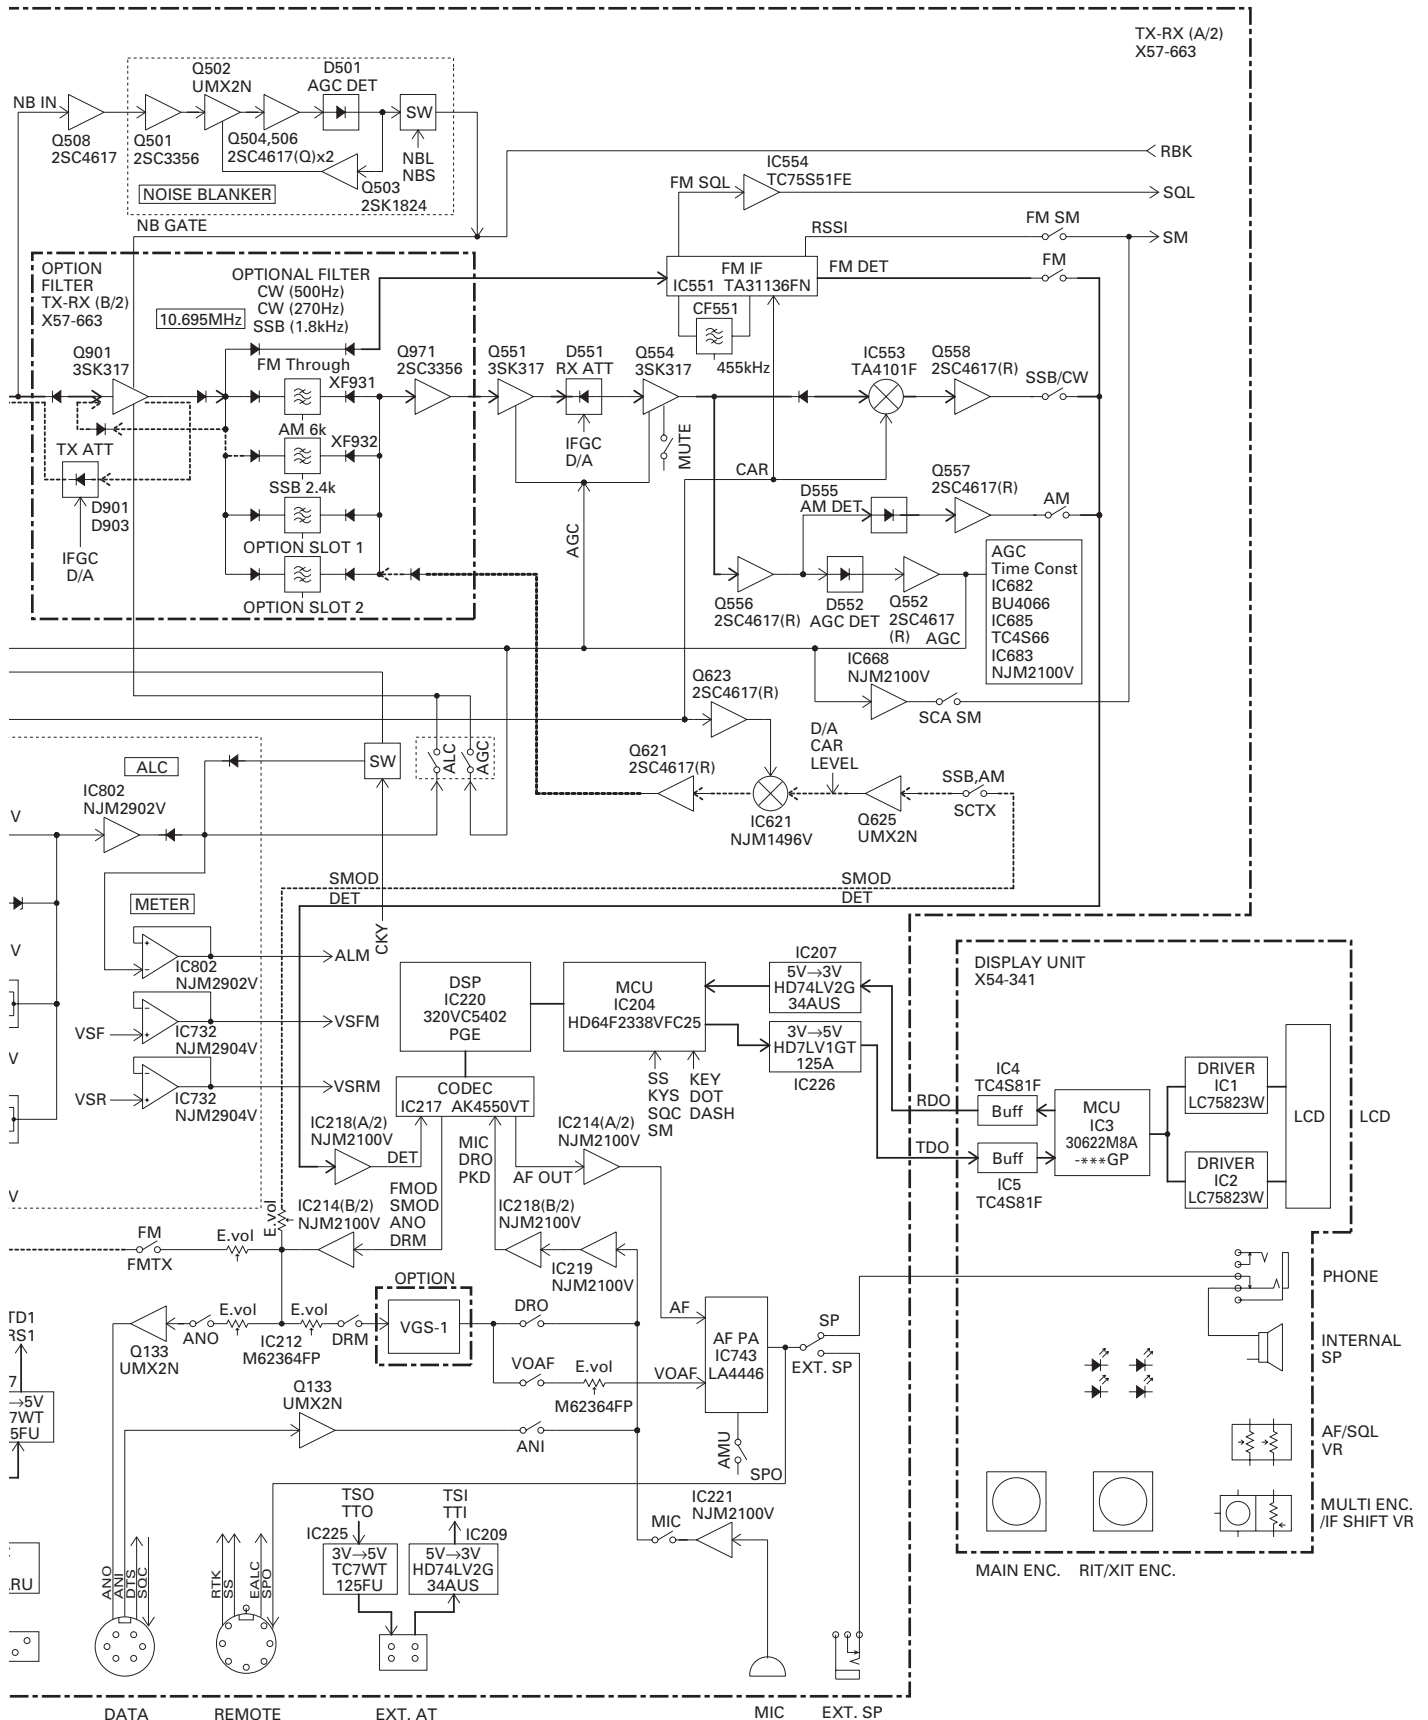 TX-RX (A/2)
X57-663
NB IN
Q508
2SC4617
Q501
2SC3356
Q502
UMX2N
Q504,506
2SC4617(Q)x2
D501
AGC DET
SW
NBL
NBS
Q503
2SK1824
NOISE BLANKER
NB GATE
RBK
IC554
TC75S51FE
FM SQL
SQL
RSSI
FM SM
SM
FM IF
IC551 TA31136FN
FM DET
FM
CF551
455kHz
OPTION
FILTER
TX-RX (B/2)
X57-663
OPTIONAL FILTER
CW (500Hz)
CW (270Hz)
SSB (1.8kHz)
10.695MHz
Q901
3SK317
FM Through
XF931
AM 6k
XF932
SSB 2.4k
OPTION SLOT 1
OPTION SLOT 2
TX ATT
D901
D903
IFGC
D/A
Q971
2SC3356
Q551
3SK317
D551
RX ATT
IFGC
D/A
Q554
3SK317
MUTE
IC553
TA4101F
Q558
2SC4617(R)
SSB/CW
CAR
AGC
D555
AM DET
Q557
2SC4617(R)
AM
Q556
2SC4617(R)
D552
AGC DET
Q552
2SC4617
(R)
AGC
AGC
Time Const
IC682
BU4066
IC685
TC4S66
IC683
NJM2100V
IC668
NJM2100V
SCA SM
Q623
2SC4617(R)
D/A
CAR
LEVEL
Q621
2SC4617(R)
IC621
NJM1496V
Q625
UMX2N
SSB,AM
SCTX
SW
ALC
AGC
ALC
IC802
NJM2902V
V
SMOD
SMOD
DET
DET
METER
CKY
IC802
NJM2902V
ALM
V
VSF
IC732
NJM2904V
VSFM
V
VSR
IC732
NJM2904V
VSRM
V
DSP
IC220
320VC5402
PGE
MCU
IC204
HD64F2338VFC25
IC207
5V→3V
HD74LV2G
34AUS
3V→5V
HD7LV1GT
125A
IC226
SS
KYS
SQC
SM
KEY
DOT
DASH
CODEC
IC217 AK4550VT
IC218(A/2)
NJM2100V
DET
MIC
DRO
PKD
IC214(A/2)
NJM2100V
AF OUT
FMOD
SMOD
ANO
DRM
IC214(B/2)
NJM2100V
IC218(B/2)
NJM2100V
IC219
NJM2100V
E.vol
FM
FMTX
E.vol
DISPLAY UNIT
X54-341
RDO
TDO
IC4
TC4S81F
Buff
Buff
IC5
TC4S81F
MCU
IC3
30622M8A
-***GP
DRIVER
IC1
LC75823W
DRIVER
IC2
LC75823W
LCD
LCD
PHONE
INTERNAL
SP
AF/SQL
VR
MULTI ENC.
/IF SHIFT VR
MAIN ENC.
RIT/XIT ENC.
OPTION
VGS-1
DRO
VOAF
E.vol
M62364FP
VOAF
AF
AF PA
IC743
LA4446
SP
EXT. SP
AMU
SPO
Q133
UMX2N
ANO
E.vol
IC212
M62364FP
E.vol
DRM
Q133
UMX2N
ANI
TD1
RS1
7
→5V
7WT
5FU
TSO
TTO
IC225
3V→5V
TC7WT
125FU
TSI
TTI
IC209
5V→3V
HD74LV2G
34AUS
MIC
IC221
NJM2100V
RU
ANO
ANI
DTS
SQC
RTK
SS
EALC
SPO
DATA
REMOTE
EXT. AT
MIC
EXT. SP